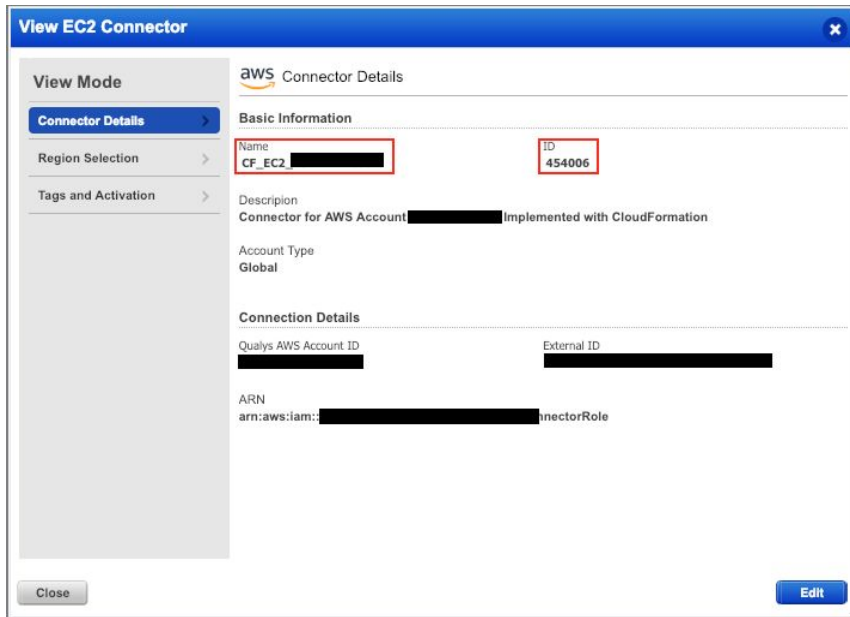 View EC2 Connector
View Mode
Connector Details
Region Selection
Tags and Activation
aws Connector Details
Basic Information
Name
CF_EC2_
ID
454006
Descripion
Connector for AWS Account Implemented with CloudFormation
Account Type
Global
Connection Details
Qualys AWS Account ID
External ID
ARN
arn:aws:iam:: nnectorRole
Close
Edit